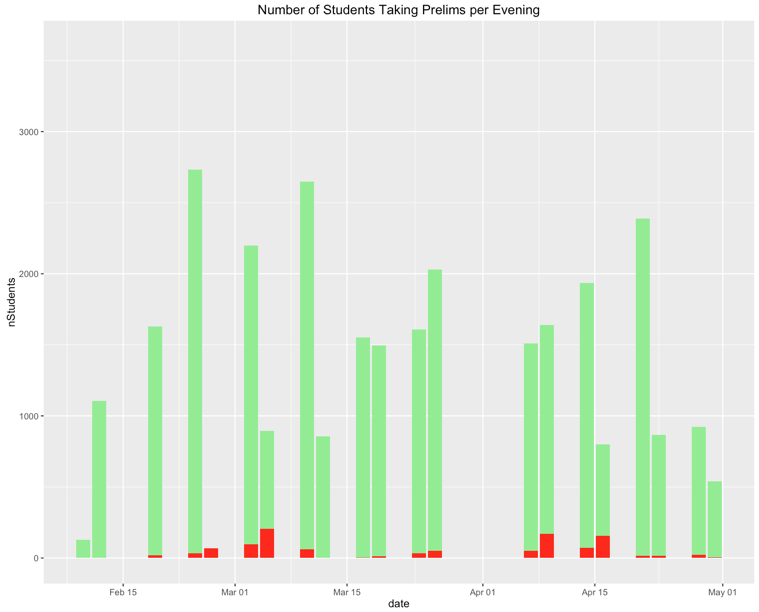 Number of Students Taking Prelims per Evening
nStudents
3000
2000
1000
0
Feb 15
Mar 01
Mar 15
Apr 01
Apr 15
May 01
date